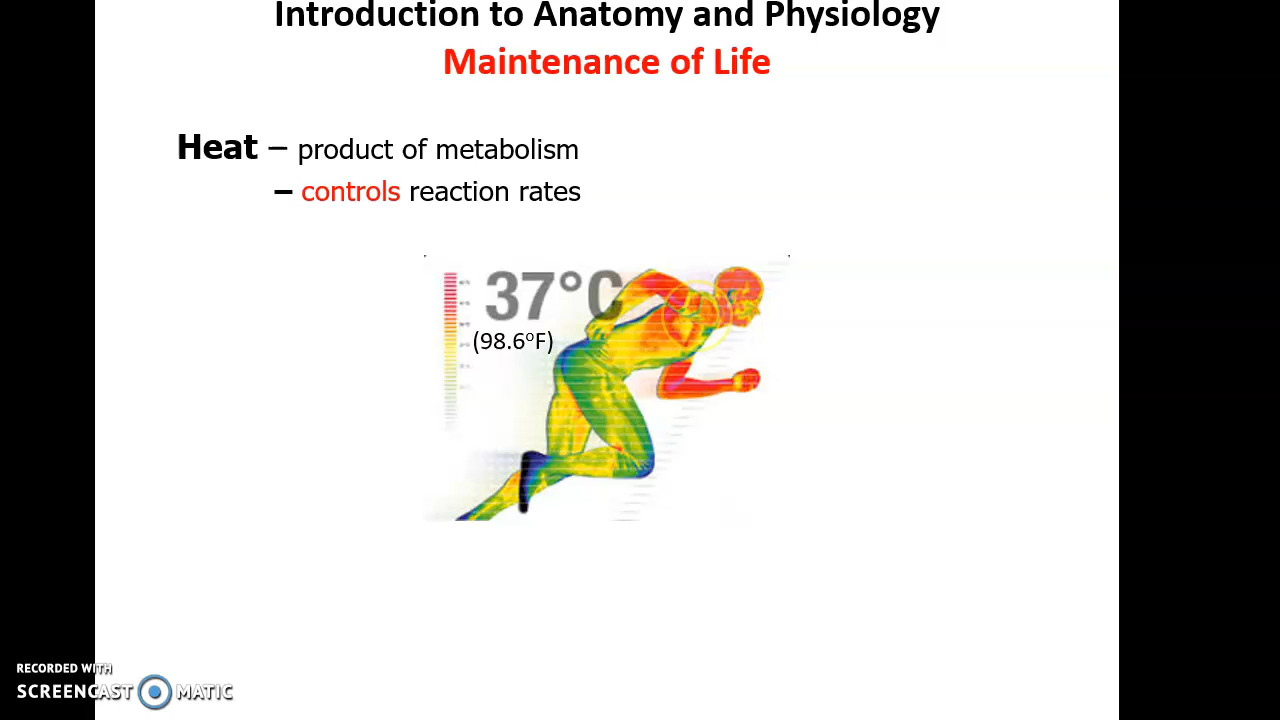 Introduction to Anatomy and Physiology
Maintenance of Life
Heat – product of metabolism
– controls reaction rates
37°C
(98.6°F)
RECORDED WITH
SCREENCAST MATIC